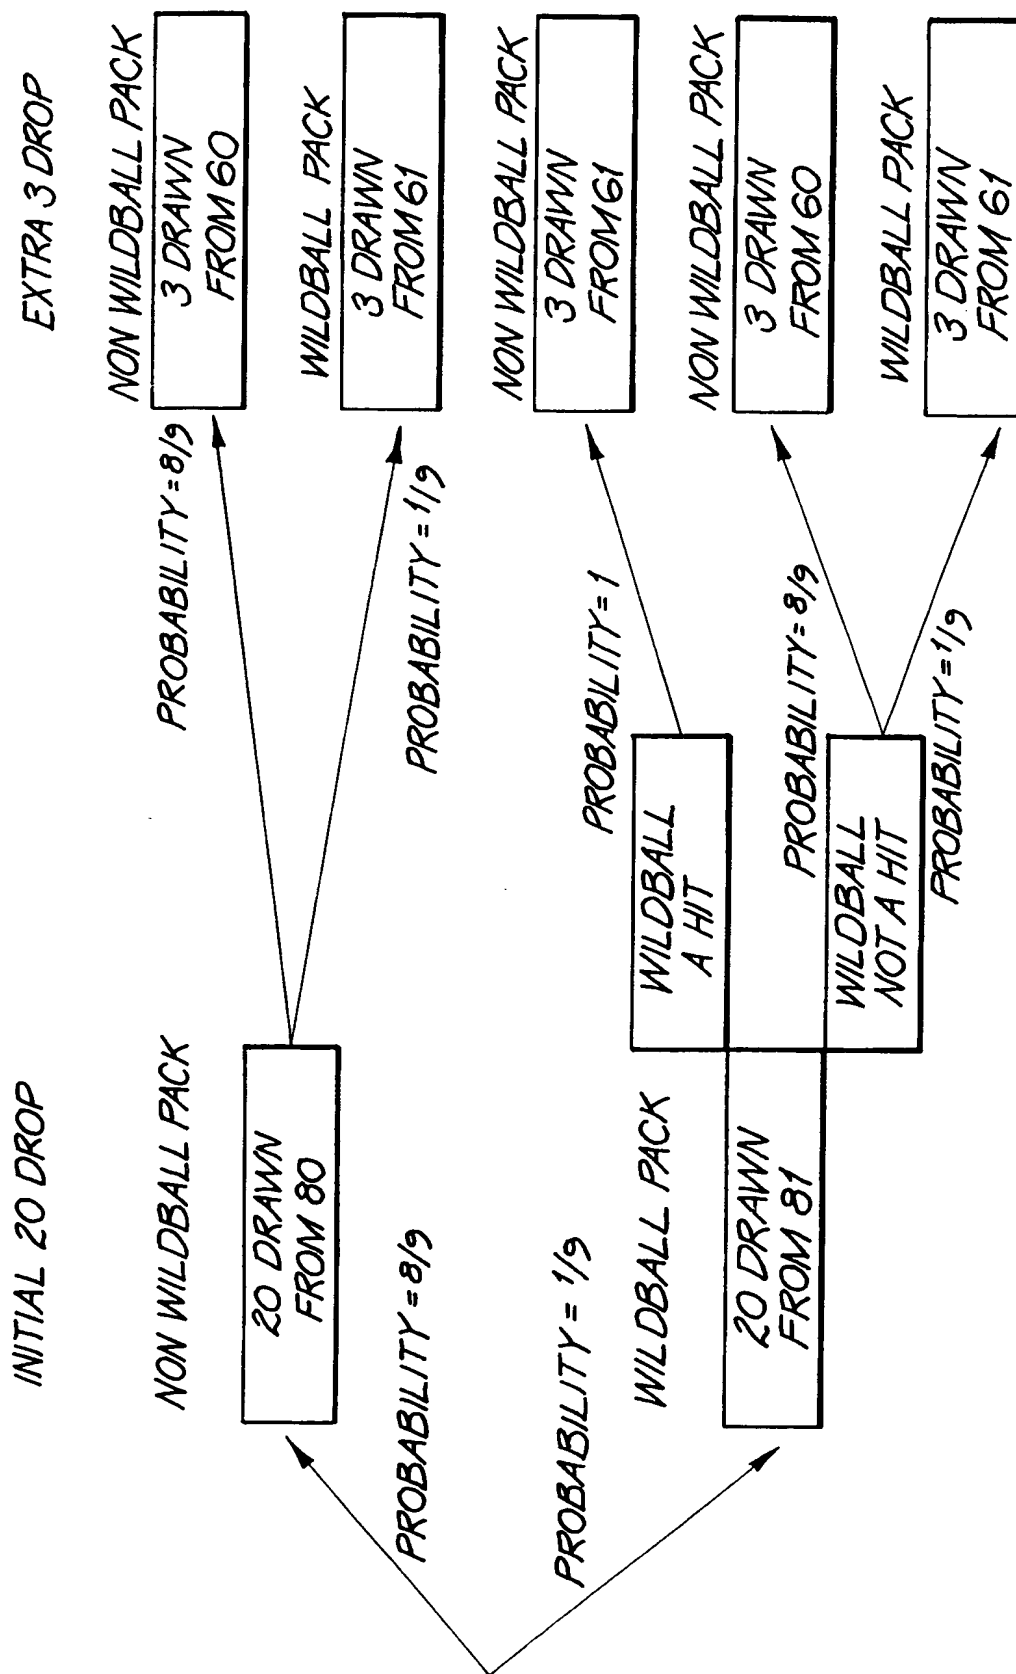 INITIAL 20 DROP
EXTRA 3 DROP
NON WILDBALL PACK
20 DRAWN
FROM 80
PROBABILITY = 8/9
PROBABILITY = 8/9
PROBABILITY = 1/9
NON WILDBALL PACK
3 DRAWN
FROM 60
WILDBALL PACK
3 DRAWN
FROM 61
PROBABILITY = 1/9
WILDBALL PACK
20 DRAWN
FROM 81
WILDBALL
A HIT
PROBABILITY = 1
NON WILDBALL PACK
3 DRAWN
FROM 61
WILDBALL
NOT A HIT
PROBABILITY = 8/9
PROBABILITY = 1/9
NON WILDBALL PACK
3 DRAWN
FROM 60
WILDBALL PACK
3 DRAWN
FROM 61